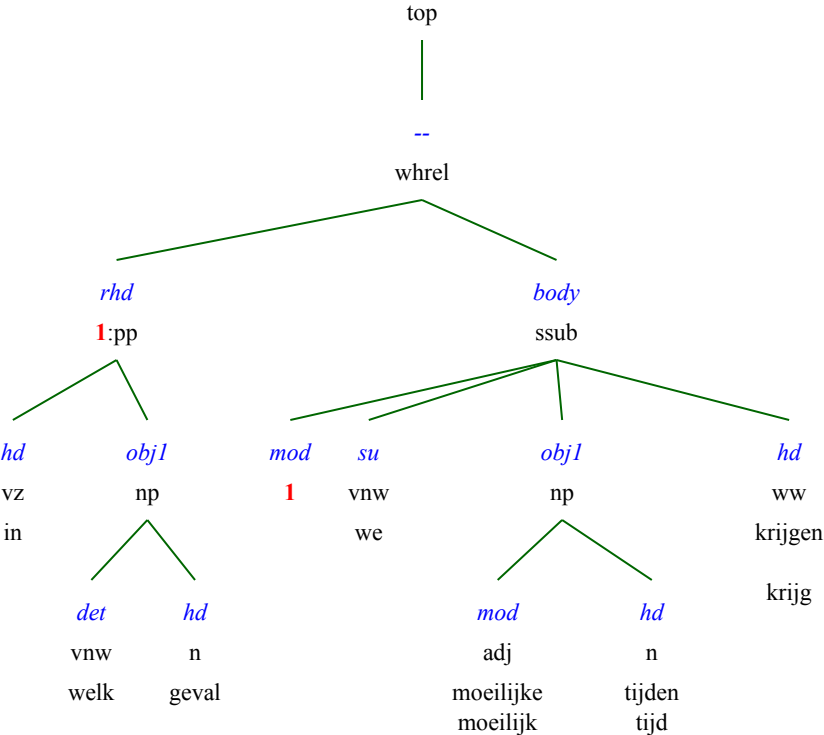 top
--
whrel
rhd body
1:pp ssub
hd obj1 mod su obj1 hd
vz np 1 vnw np ww
in we krijgen
krijg
det hd mod hd
vnw n adj n
welk geval moeilijke tijden
moeilijk tijd